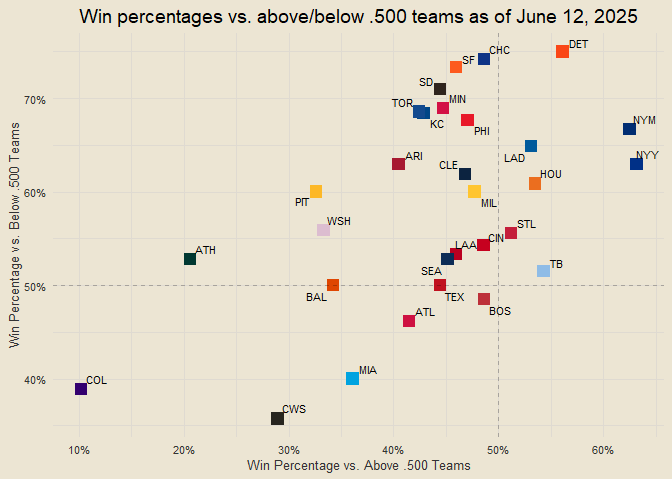 Win percentages vs. above/below .500 teams as of June 12, 2025
DET
CHC
SF
SD
MIN
TOR
KC
PHI
NYM
NYY
LAD
ARI
CLE
HOU
PIT
MIL
WSH
STL
CIN
LAA
ATH
SEA
TB
BAL
TEX
BOS
ATL
MIA
COL
CWS
70%
60%
50%
40%
Win Percentage vs. Below .500 Teams
10%
20%
30%
40%
50%
60%
Win Percentage vs. Above .500 Teams